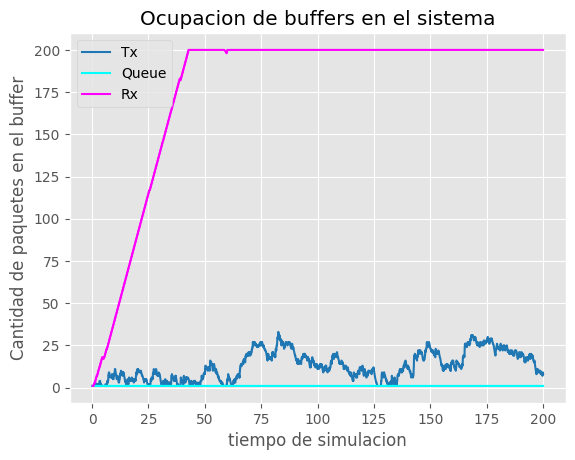 Ocupacion de buffers en el sistema
Tx
Queue
Rx
Cantidad de paquetes en el buffer
200
175
150
125
100
75
50
25
0
0 25 50 75 100 125 150 175 200
tiempo de simulacion